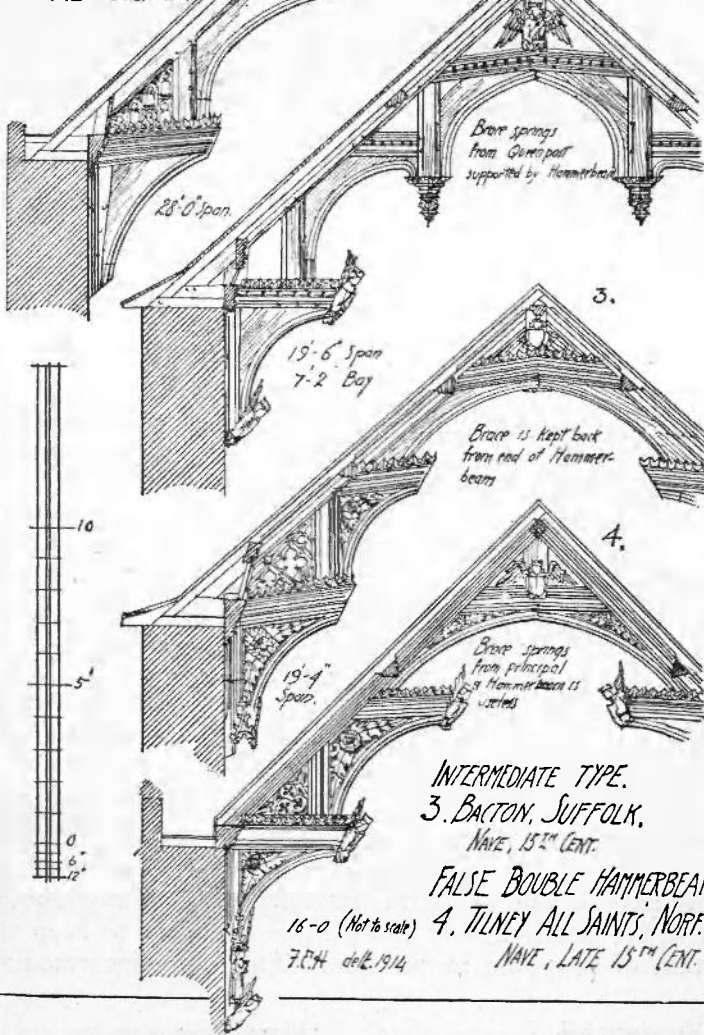 Brace springs
from Queenpost
supported by Hammerbeam
28'-0" Span.
3.
19'-6" Span
7'-2" Bay
Brace is Kept back
from end of Hammer-
beam
10
4.
5'
Brace springs
from principal
& Hammerbeam is
useless
19'-4"
Span.
INTERMEDIATE TYPE.
3. BACTON, SUFFOLK.
NAVE, 15TH CENT.
0
6"
12"
FALSE BOUBLE HAMMERBEA
16-0 (Not to scale)
4. TILNEY ALL SAINTS, NORF.
F.E.H delt. 1914
NAVE, LATE 15TH CENT.